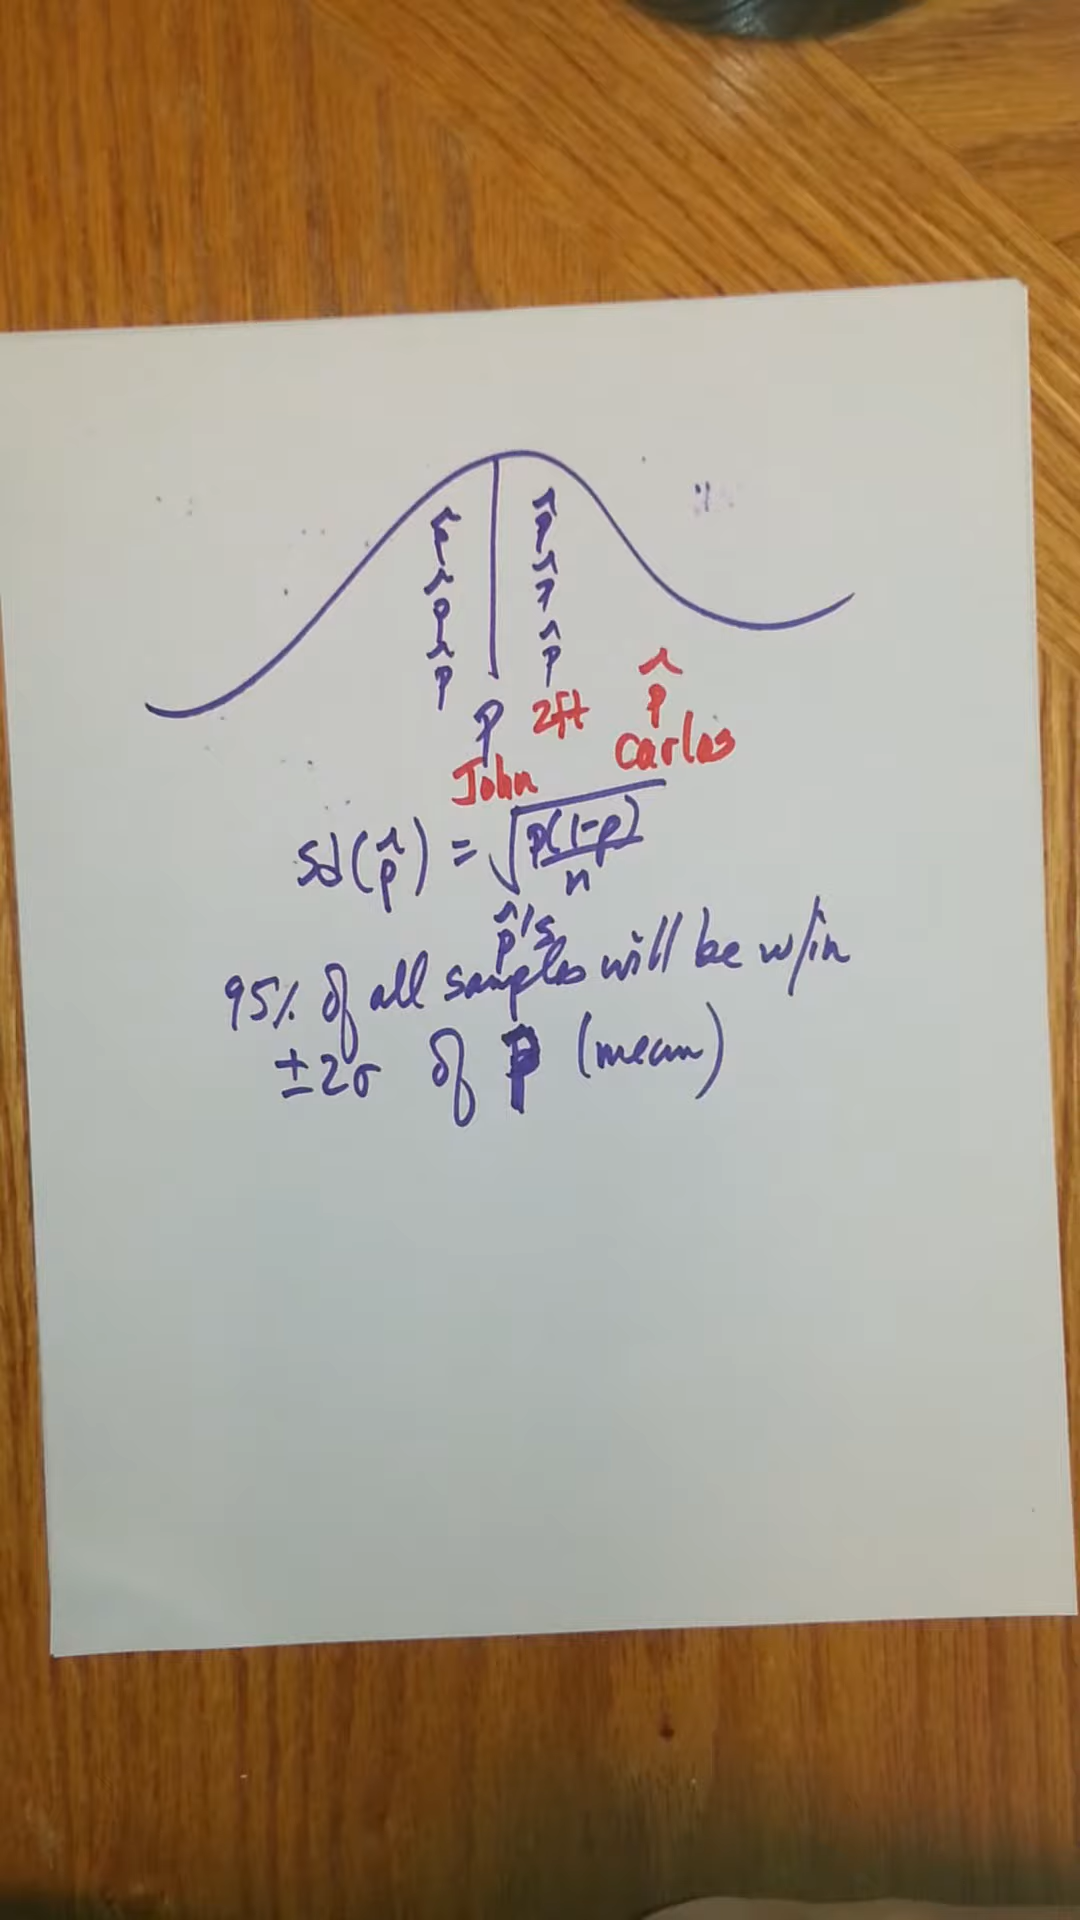 p̂ p̂
p̂ p̂
p̂ p̂
p 2ft p̂
John Carlos
sd(p̂) = √(p(1-p)/n)
p̂'s
95% of all samples will be w/in
±2σ of p (mean)